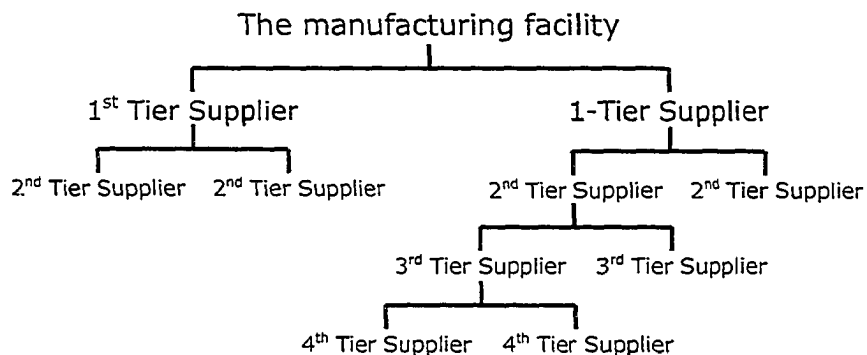 The manufacturing facility
1st Tier Supplier 1-Tier Supplier
2nd Tier Supplier 2nd Tier Supplier 2nd Tier Supplier 2nd Tier Supplier
3rd Tier Supplier 3rd Tier Supplier
4th Tier Supplier 4th Tier Supplier